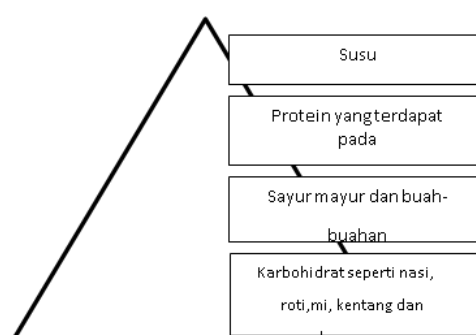 Susu
Protein yang terdapat
pada
Sayur mayur dan buah-
buahan
Karbohidrat seperti nasi,
roti,mi, kentang dan